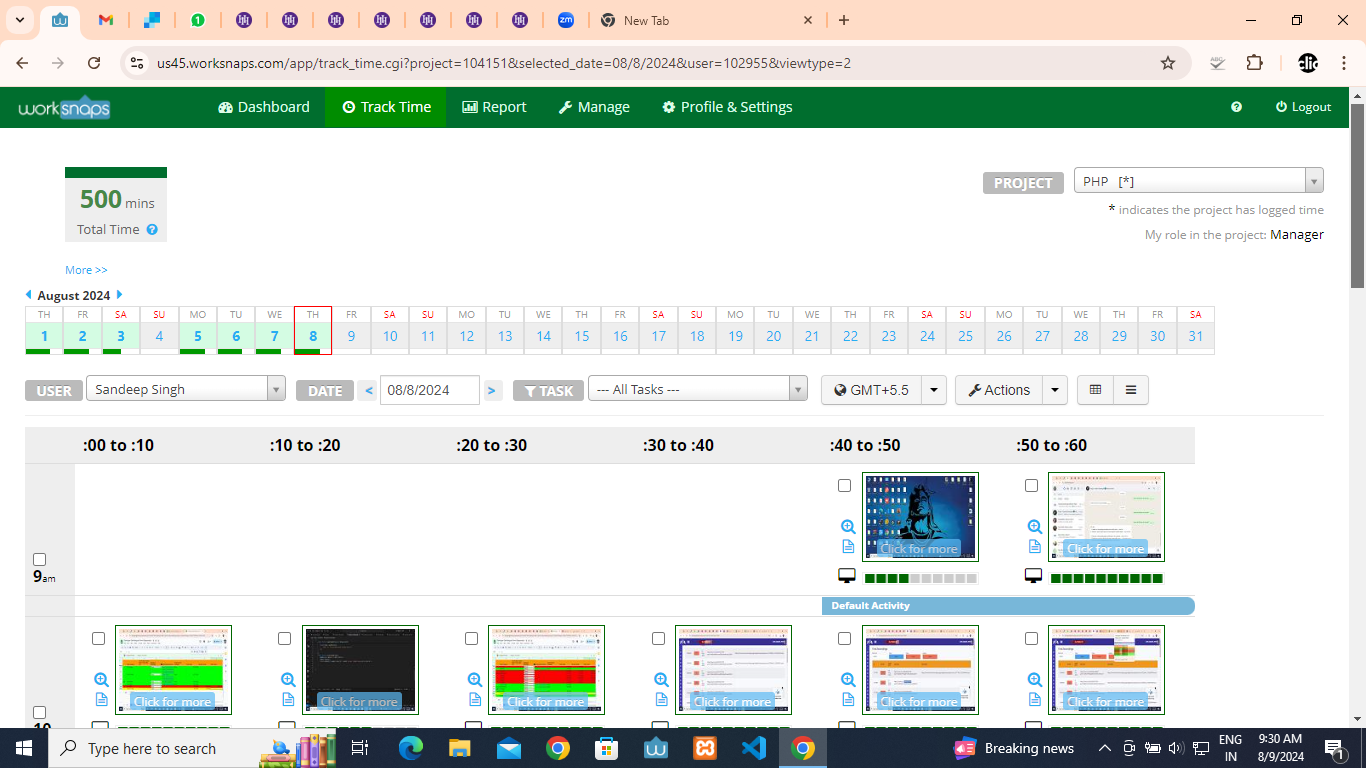 New Tab
us45.worksnaps.com/app/track_time.cgi?project=104151&selected_date=08/8/2024&user=102955&viewtype=2
worksnaps Dashboard Track Time Report Manage Profile & Settings ? Logout
500 mins
Total Time ?
PROJECT PHP [*]
* indicates the project has logged time
My role in the project: Manager
More >>
August 2024
TH FR SA SU MO TU WE TH FR SA SU MO TU WE TH FR SA SU MO TU WE TH FR SA SU MO TU WE TH FR SA
1 2 3 4 5 6 7 8 9 10 11 12 13 14 15 16 17 18 19 20 21 22 23 24 25 26 27 28 29 30 31
USER Sandeep Singh DATE < 08/8/2024 > TASK --- All Tasks --- GMT+5.5 Actions
:00 to :10 :10 to :20 :20 to :30 :30 to :40 :40 to :50 :50 to :60
Click for more Click for more
9am
Default Activity
Click for more Click for more Click for more Click for more Click for more Click for more
10
Type here to search Breaking news ENG 9:30 AM
IN 8/9/2024 1